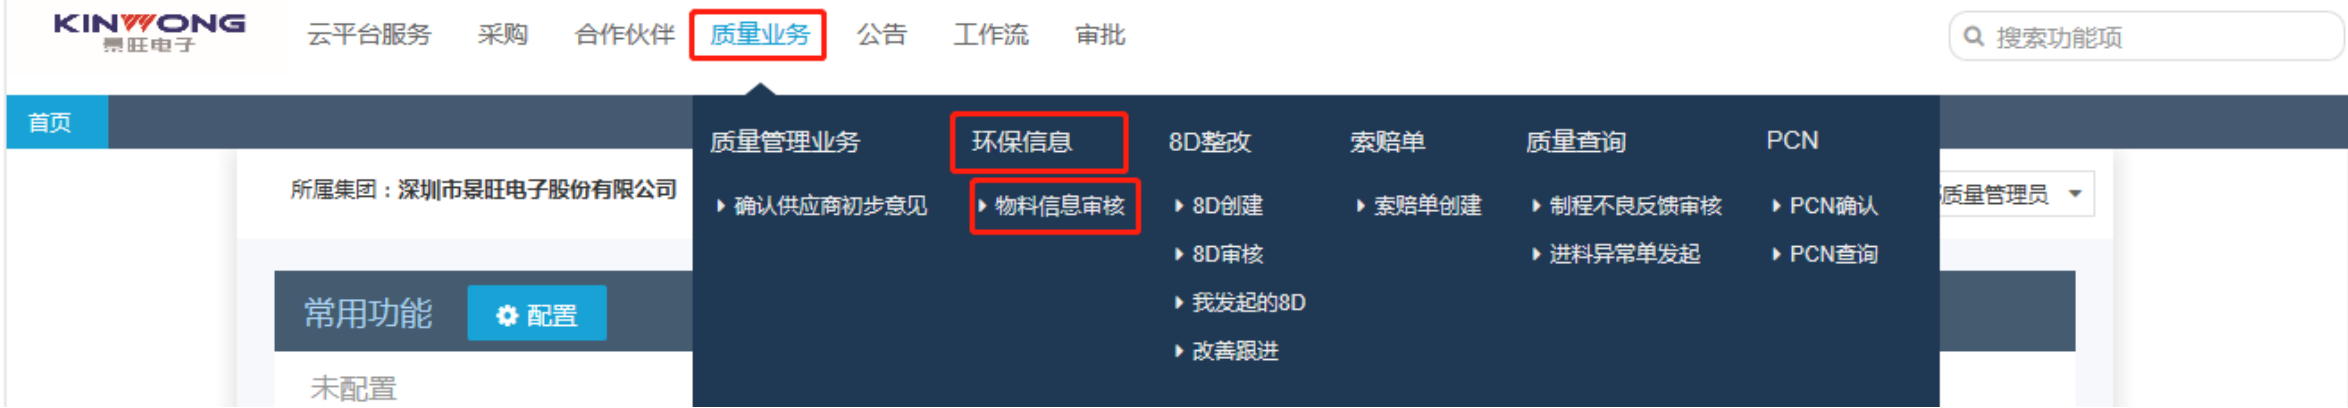 KINWONG
景旺电子
云平台服务 采购 合作伙伴 质量业务 公告 工作流 审批
搜索功能项
首页
质量管理业务 环保信息 8D整改 索赔单 质量查询 PCN
所属集团：深圳市景旺电子股份有限公司
确认供应商初步意见 物料信息审核 8D创建 索赔单创建 制程不良反馈审核 PCN确认
质量管理员
8D审核 进料异常单发起 PCN查询
我发起的8D
常用功能 配置
改善跟进
未配置